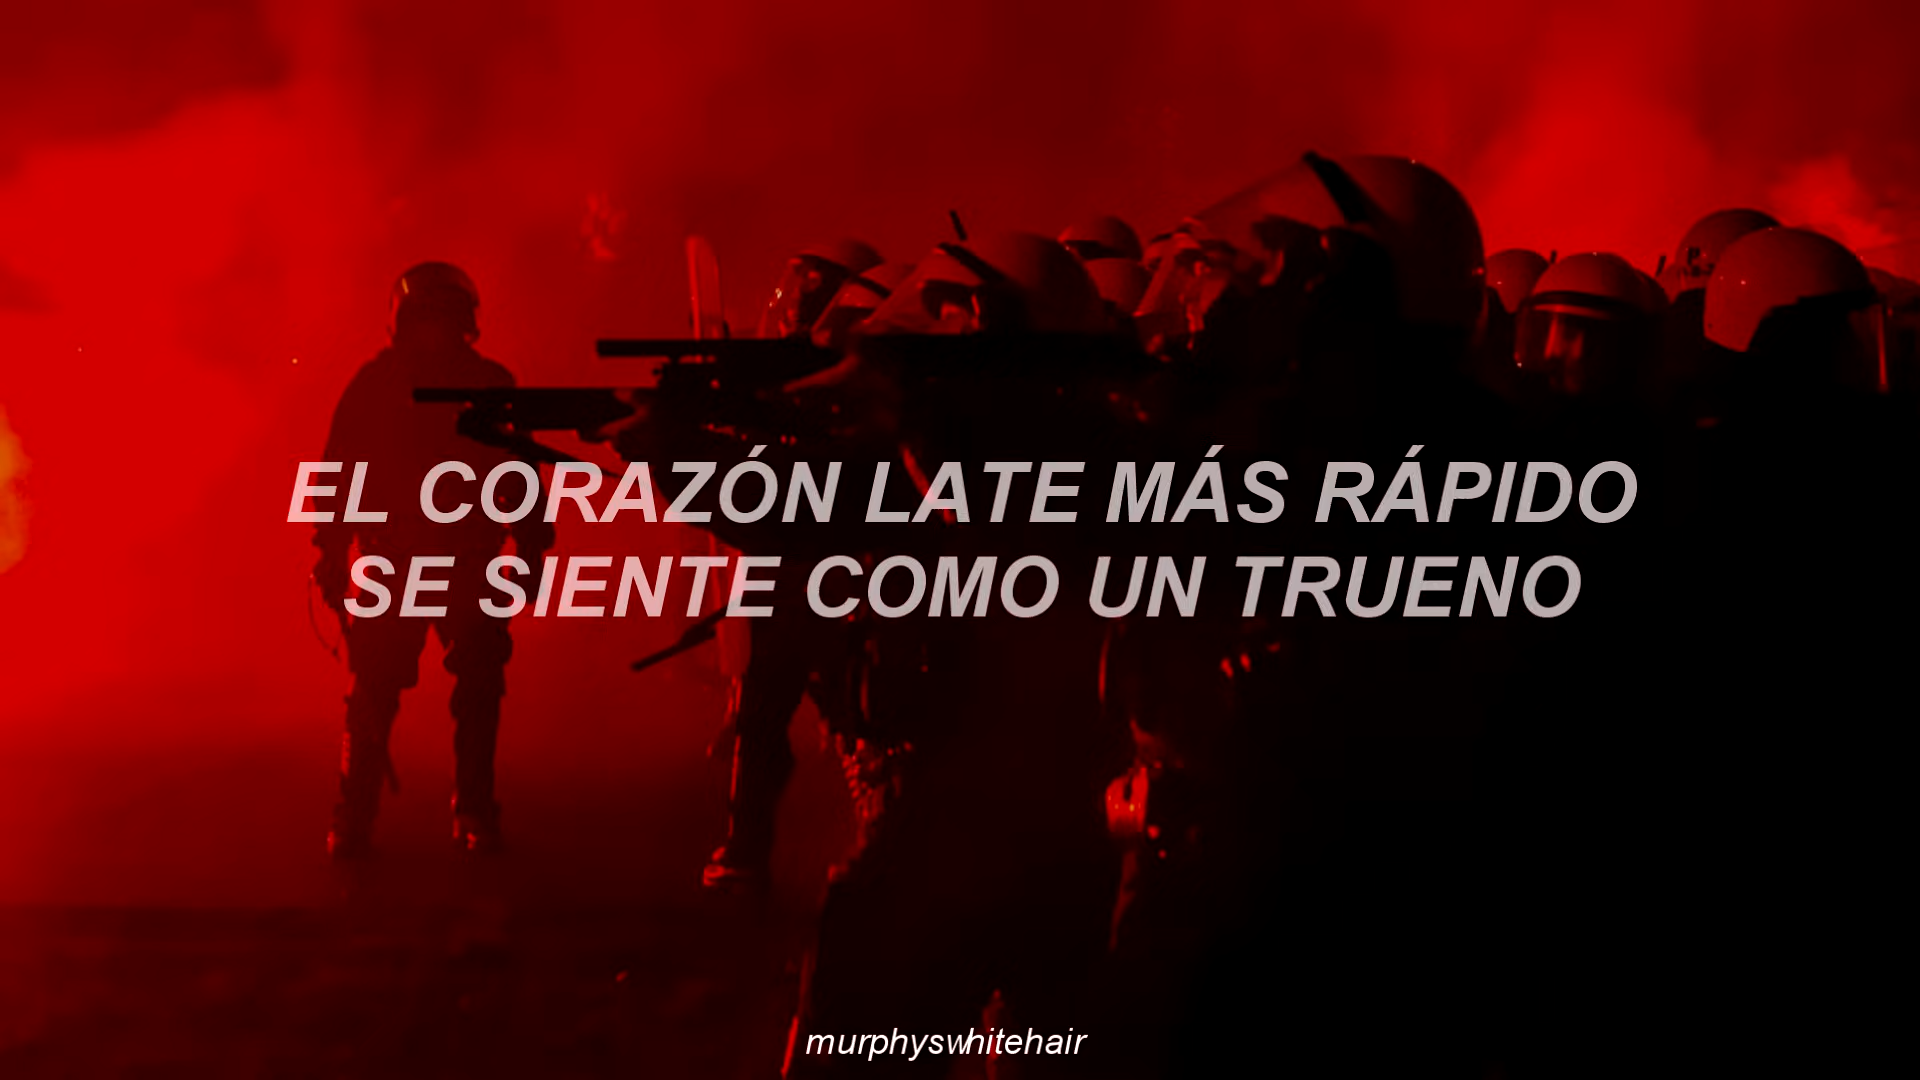 EL CORAZÓN LATE MÁS RÁPIDO
SE SIENTE COMO UN TRUENO
murphyswhitehair